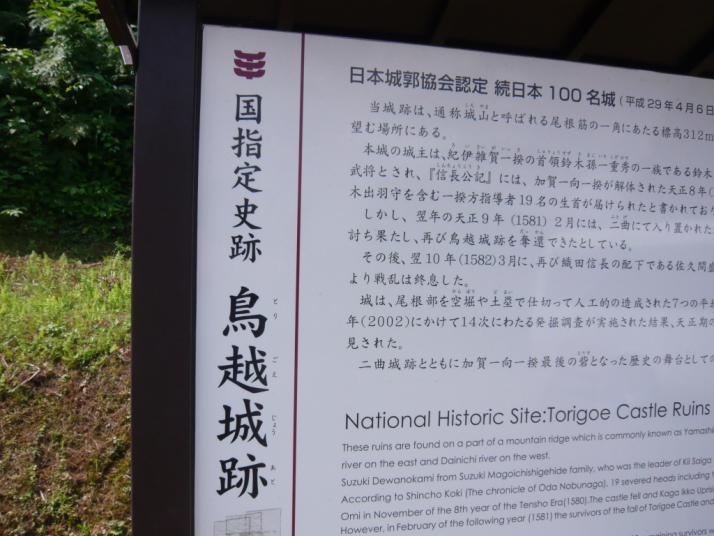 国指定史跡
鳥越城跡
とり
ごえ
じょう
あと
日本城郭協会認定 続日本100名城(平成29年4月6日
当城跡は、通称城山と呼ばれる尾根筋の一角にあたる標高312m
望む場所にある。
本城の城主は、紀伊雑賀一揆の首領鈴木孫一重秀の一族である鈴木
武将とされ、『信長公記』には、加賀一向一揆が解体された天正8年(
木出羽守を含む一揆方指導者19名の生首が届けられたと書かれてお
しかし、翌年の天正9年(1581)2月には、二曲にて入り置かれた
討ち果たし、再び鳥越城跡を奪還できたとしている。
その後、翌10年(1582)3月に、再び織田信長の配下である佐久間盛
より戦乱は終息した。
城は、尾根部を空堀や土塁で仕切って人工的の造成された7つの平
年(2002)にかけて14次にわたる発掘調査が実施された結果、天正期の
見された。
二曲城跡とともに加賀一向一揆最後の砦となった歴史の舞台としての
National Historic Site:Torigoe Castle Ruins
These ruins are found on a part of a mountain ridge which is commonly known as Yamashi
river on the east and Dainichi river on the west.
Suzuki Dewanokami from Suzuki Magoichishigehide family, who was the leader of Kii Saiga
According to Shincho Koki (The chronicle of Oda Nobunaga), 19 severed heads including
Omi in November of the 8th year of the Tensho Era(1580).The castle fell and Kaga Ikko Upris
However, in February of the following year (1581) the survivors of the fall of Torigoe Castle and